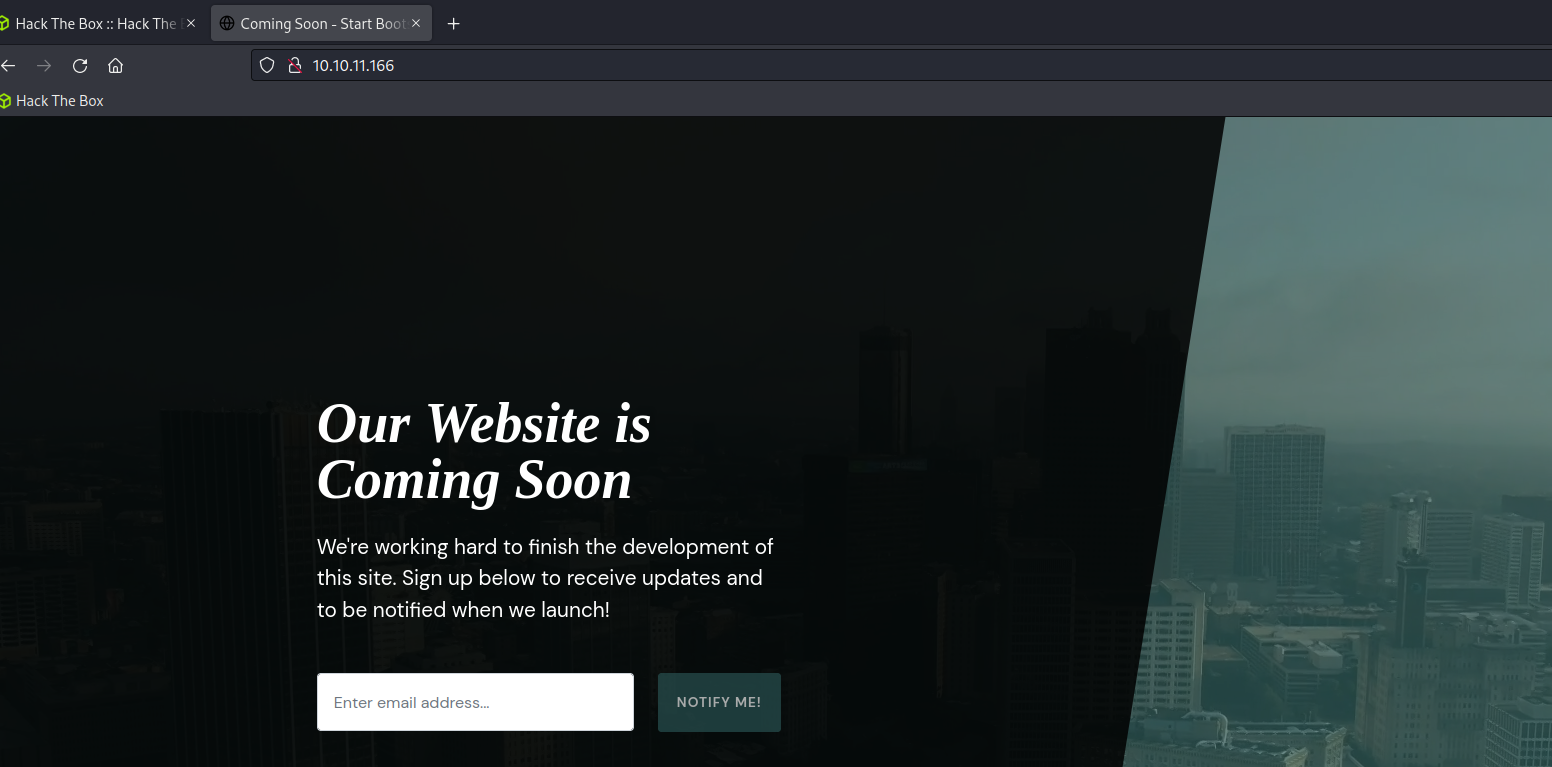 Hack The Box :: Hack The
Coming Soon - Start Boot
10.10.11.166
Hack The Box
Our Website is
Coming Soon
We're working hard to finish the development of
this site. Sign up below to receive updates and
to be notified when we launch!
Enter email address...
NOTIFY ME!